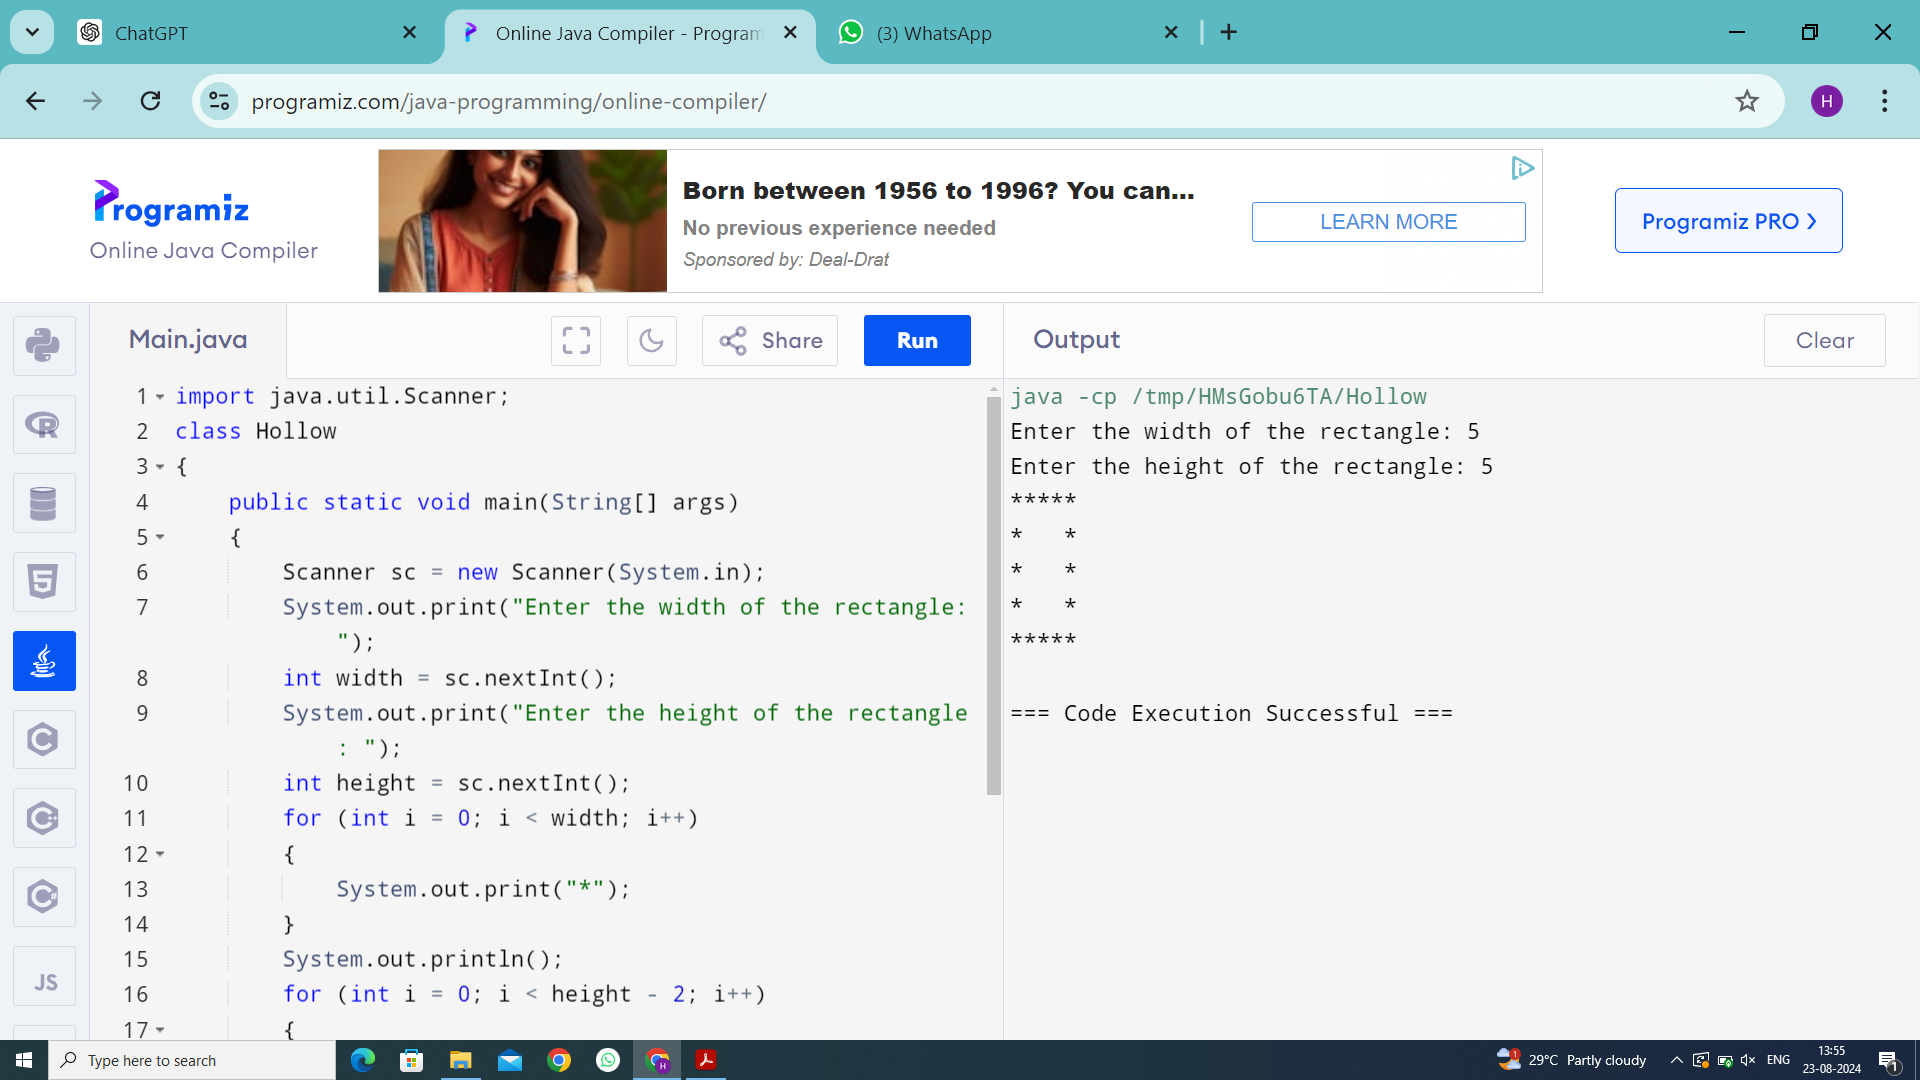 ChatGPT
Online Java Compiler - Program
(3) WhatsApp
programiz.com/java-programming/online-compiler/
H
Programiz
Online Java Compiler
Born between 1956 to 1996? You can...
No previous experience needed
Sponsored by: Deal-Drat
LEARN MORE
Programiz PRO
Main.java
Share
Run
Output
Clear
1 import java.util.Scanner;
2 class Hollow
3 {
4 public static void main(String[] args)
5 {
6 Scanner sc = new Scanner(System.in);
7 System.out.print("Enter the width of the rectangle:
");
8 int width = sc.nextInt();
9 System.out.print("Enter the height of the rectangle
: ");
10 int height = sc.nextInt();
11 for (int i = 0; i < width; i++)
12 {
13 System.out.print("*");
14 }
15 System.out.println();
16 for (int i = 0; i < height - 2; i++)
17 {
java -cp /tmp/HMsGobu6TA/Hollow
Enter the width of the rectangle: 5
Enter the height of the rectangle: 5
*****
*   *
*   *
*   *
*****
=== Code Execution Successful ===
R
5
C
C++
C#
JS
Type here to search
H
1
29°C Partly cloudy
ENG
13:55
23-08-2024
1